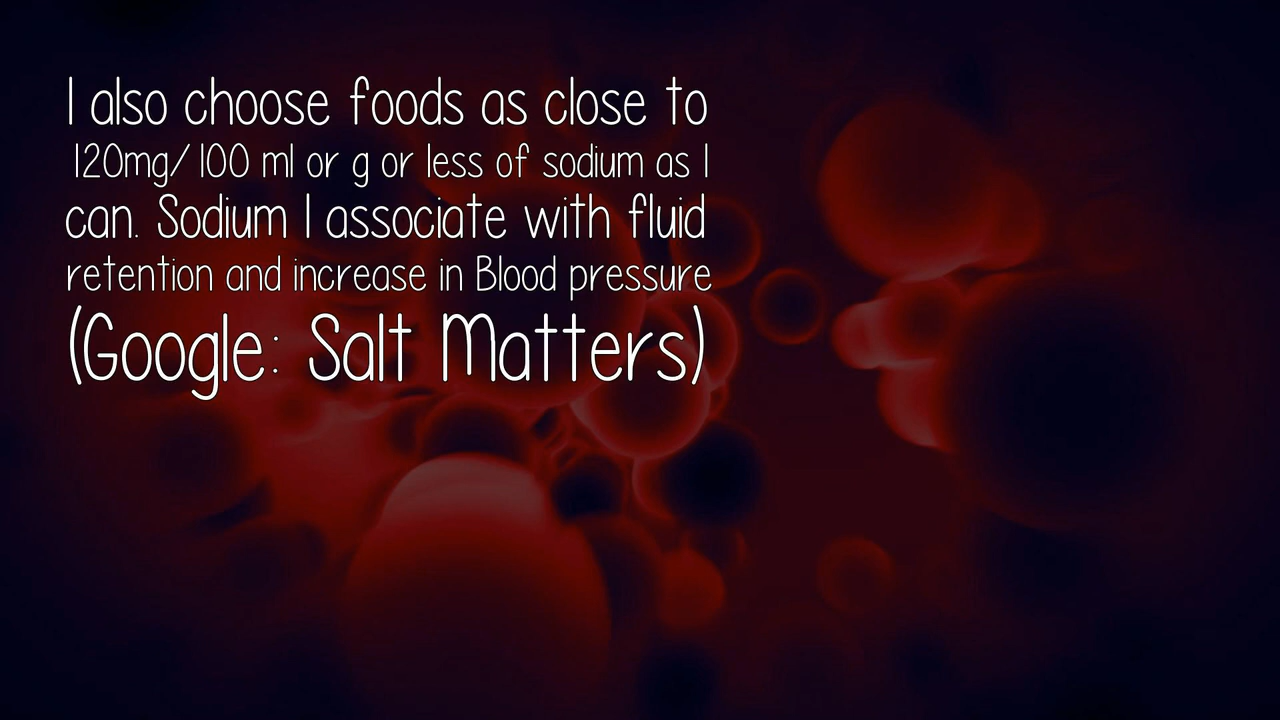 I also choose foods as close to
120mg/100 ml or g or less of sodium as I
can. Sodium I associate with fluid
retention and increase in Blood pressure
(Google: Salt Matters)